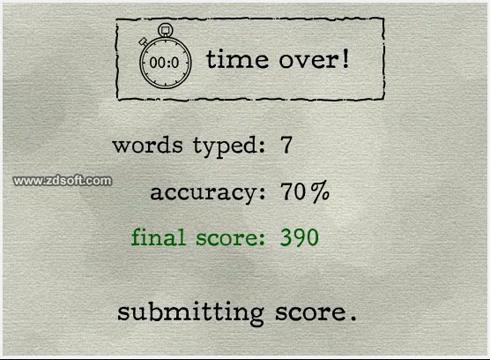 00:0
time over!
words typed: 7
www.zdsoft.com
accuracy: 70%
final score: 390
submitting score.